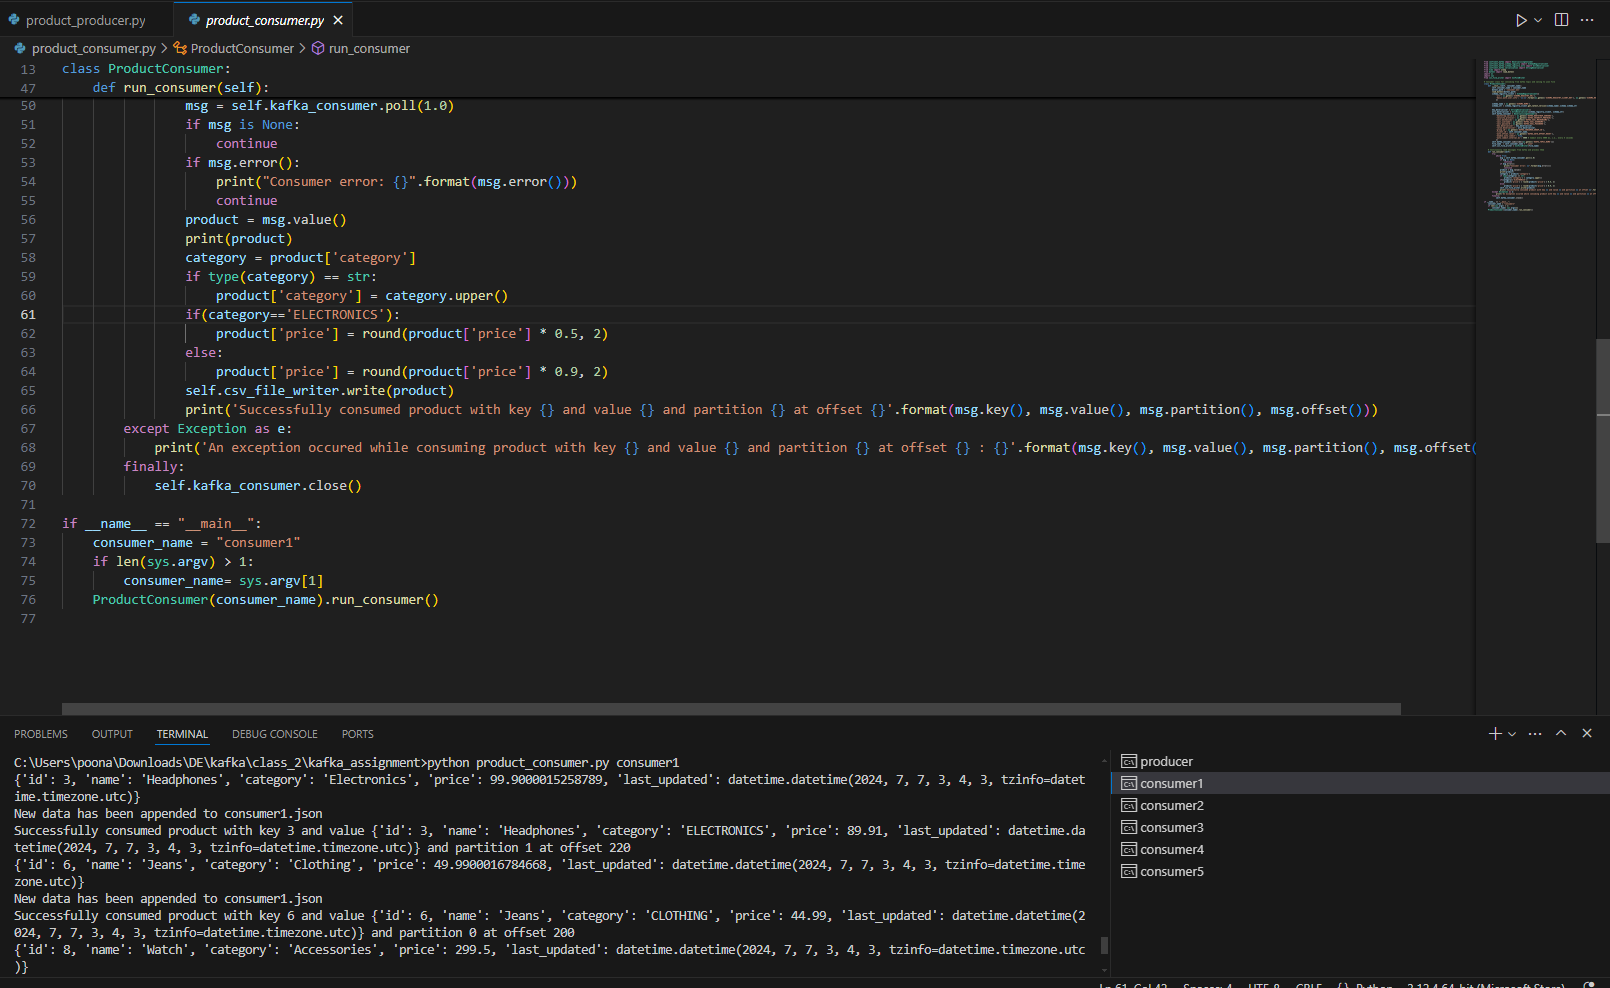 product_producer.py
product_consumer.py
product_consumer.py > ProductConsumer > run_consumer
13 class ProductConsumer:
47 def run_consumer(self):
50 msg = self.kafka_consumer.poll(1.0)
51 if msg is None:
52 continue
53 if msg.error():
54 print("Consumer error: {}".format(msg.error()))
55 continue
56 product = msg.value()
57 print(product)
58 category = product['category']
59 if type(category) == str:
60 product['category'] = category.upper()
61 if(category=='ELECTRONICS'):
62 product['price'] = round(product['price'] * 0.5, 2)
63 else:
64 product['price'] = round(product['price'] * 0.9, 2)
65 self.csv_file_writer.write(product)
66 print('Successfully consumed product with key {} and value {} and partition {} at offset {}'.format(msg.key(), msg.value(), msg.partition(), msg.offset()))
67 except Exception as e:
68 print('An exception occured while consuming product with key {} and value {} and partition {} at offset {} : {}'.format(msg.key(), msg.value(), msg.partition(), msg.offset(
69 finally:
70 self.kafka_consumer.close()
71
72 if __name__ == "__main__":
73 consumer_name = "consumer1"
74 if len(sys.argv) > 1:
75 consumer_name= sys.argv[1]
76 ProductConsumer(consumer_name).run_consumer()
77
PROBLEMS OUTPUT TERMINAL DEBUG CONSOLE PORTS
C:\Users\poona\Downloads\DE\kafka\class_2\kafka_assignment>python product_consumer.py consumer1
{'id': 3, 'name': 'Headphones', 'category': 'Electronics', 'price': 99.9000015258789, 'last_updated': datetime.datetime(2024, 7, 7, 3, 4, 3, tzinfo=datet
ime.timezone.utc)}
New data has been appended to consumer1.json
Successfully consumed product with key 3 and value {'id': 3, 'name': 'Headphones', 'category': 'ELECTRONICS', 'price': 89.91, 'last_updated': datetime.da
tetime(2024, 7, 7, 3, 4, 3, tzinfo=datetime.timezone.utc)} and partition 1 at offset 220
{'id': 6, 'name': 'Jeans', 'category': 'Clothing', 'price': 49.9900016784668, 'last_updated': datetime.datetime(2024, 7, 7, 3, 4, 3, tzinfo=datetime.time
zone.utc)}
New data has been appended to consumer1.json
Successfully consumed product with key 6 and value {'id': 6, 'name': 'Jeans', 'category': 'CLOTHING', 'price': 44.99, 'last_updated': datetime.datetime(2
024, 7, 7, 3, 4, 3, tzinfo=datetime.timezone.utc)} and partition 0 at offset 200
{'id': 8, 'name': 'Watch', 'category': 'Accessories', 'price': 299.5, 'last_updated': datetime.datetime(2024, 7, 7, 3, 4, 3, tzinfo=datetime.timezone.utc
)}
producer
consumer1
consumer2
consumer3
consumer4
consumer5